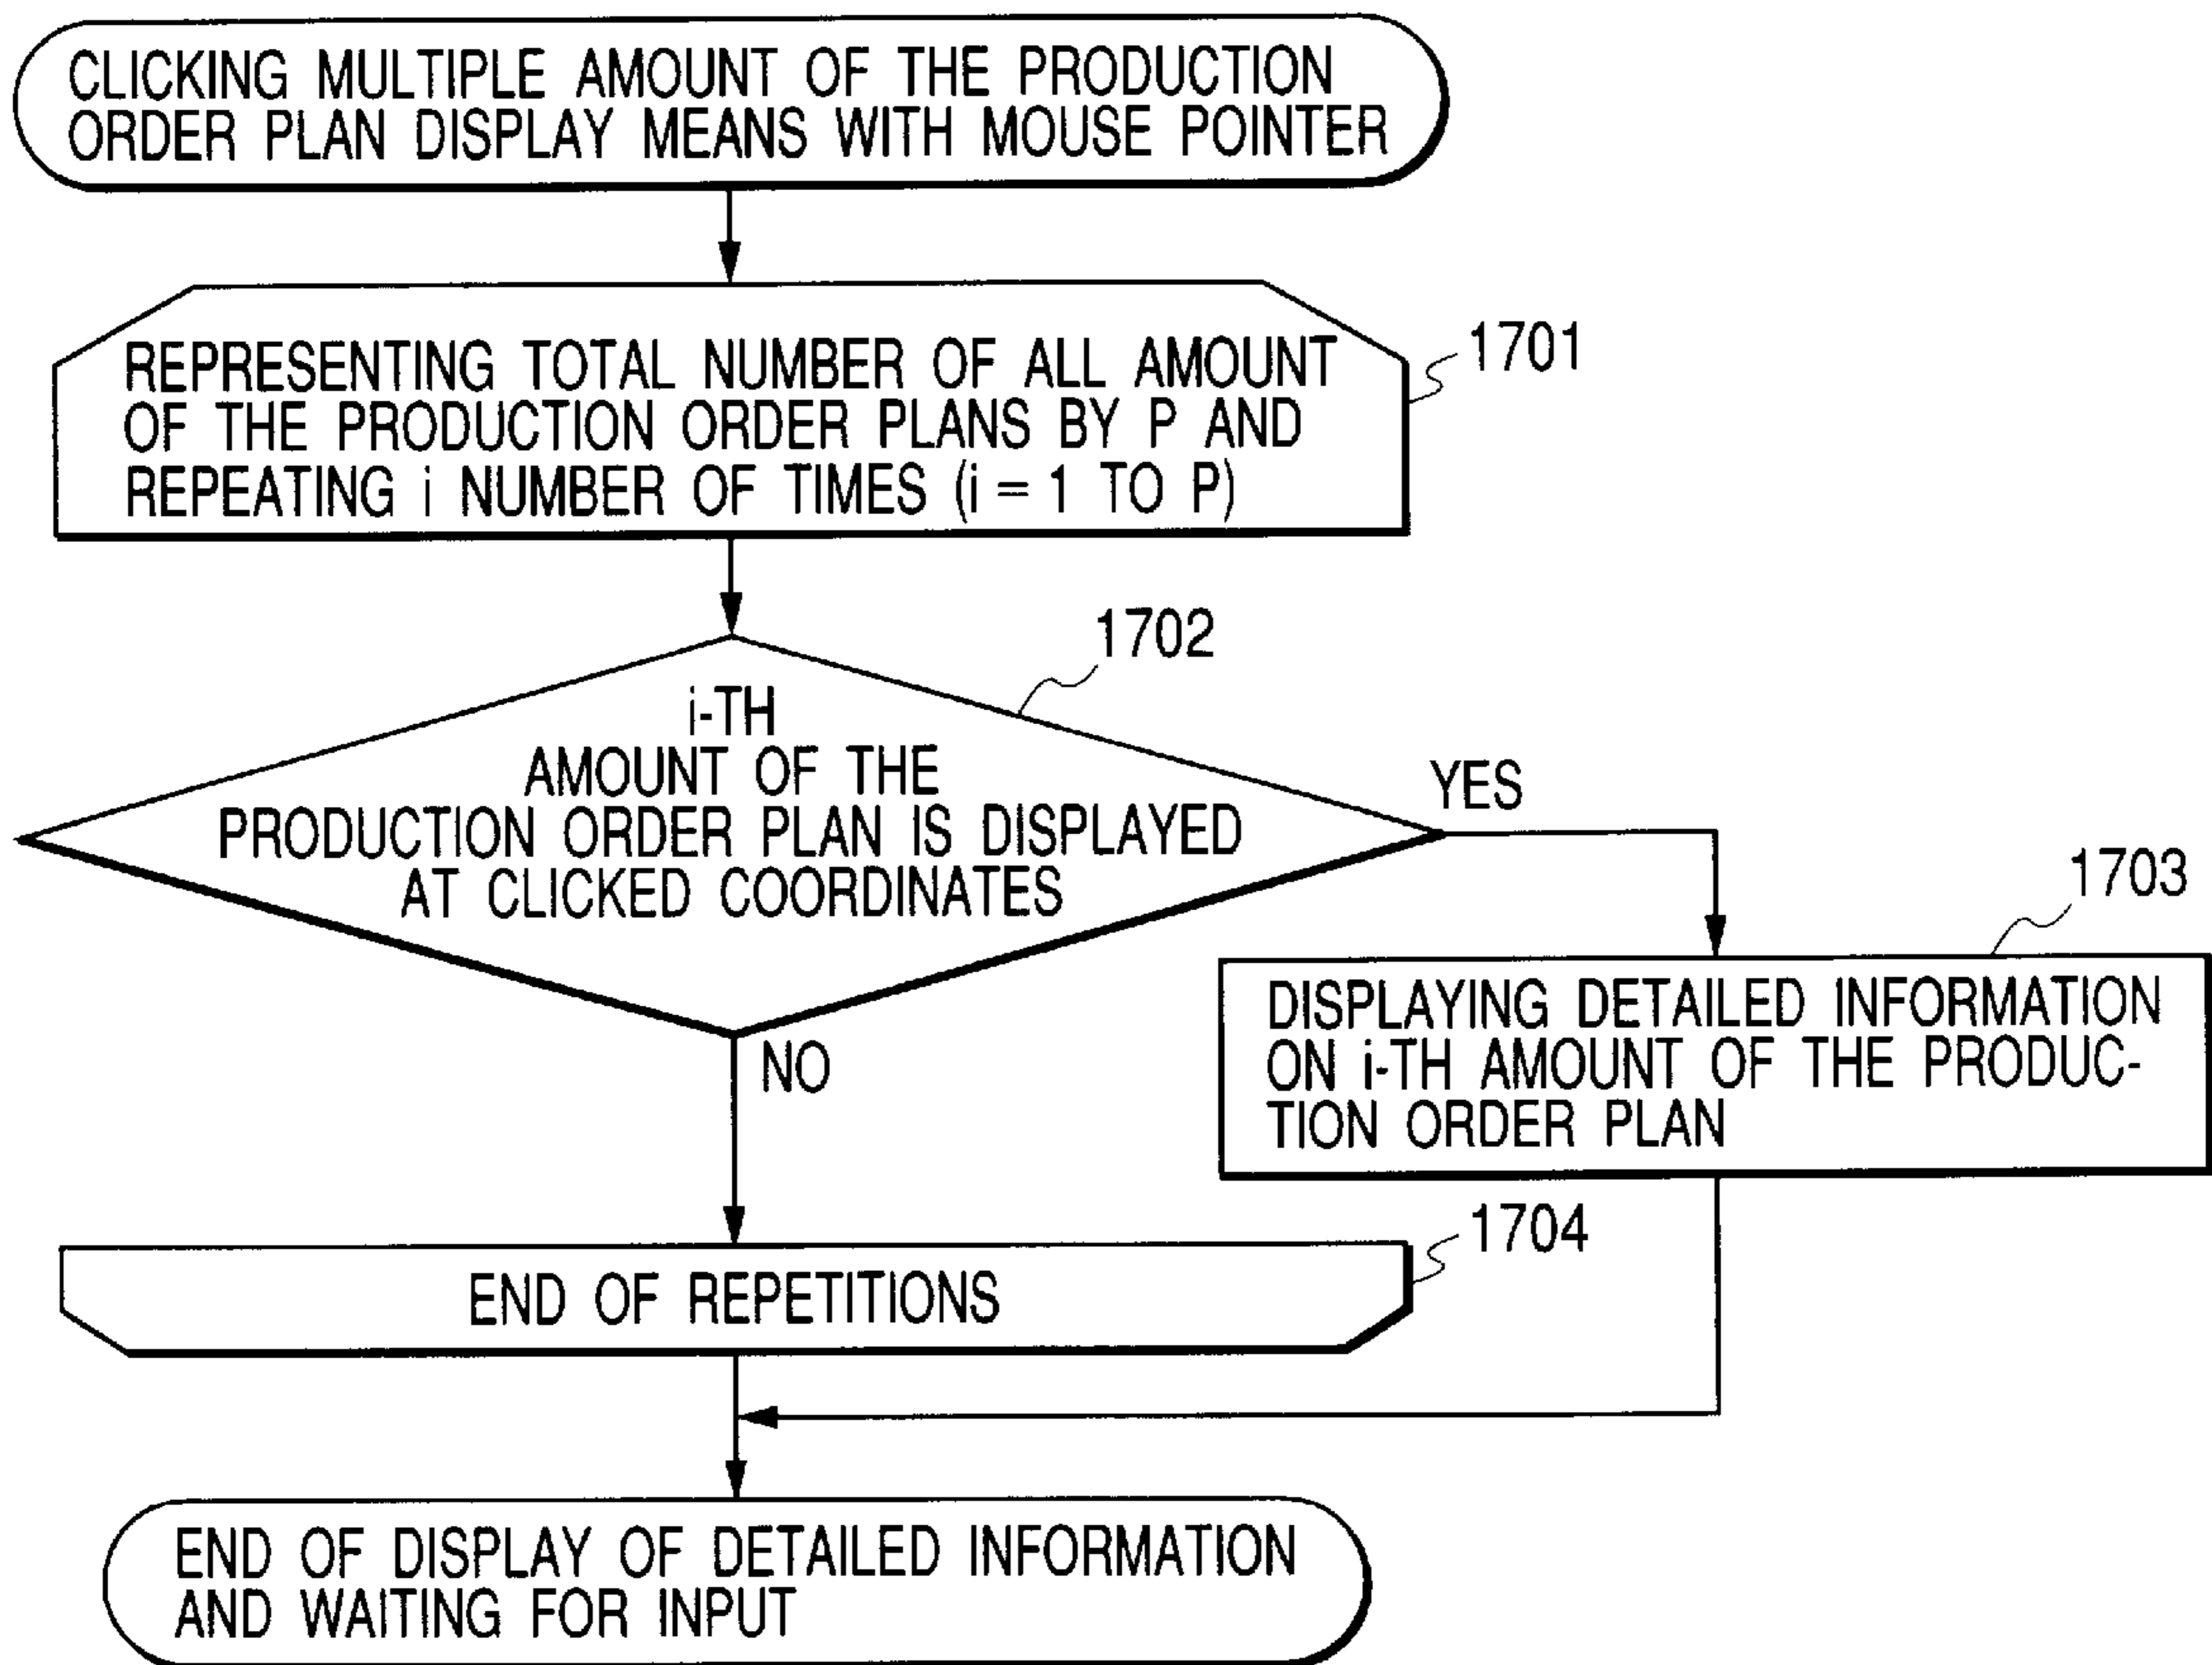 CLICKING MULTIPLE AMOUNT OF THE PRODUCTION
ORDER PLAN DISPLAY MEANS WITH MOUSE POINTER
REPRESENTING TOTAL NUMBER OF ALL AMOUNT
OF THE PRODUCTION ORDER PLANS BY P AND
REPEATING i NUMBER OF TIMES (i = 1 TO P)
1701
1702
i-TH
AMOUNT OF THE
PRODUCTION ORDER PLAN IS DISPLAYED
AT CLICKED COORDINATES
YES
NO
1703
DISPLAYING DETAILED INFORMATION
ON i-TH AMOUNT OF THE PRODUC-
TION ORDER PLAN
1704
END OF REPETITIONS
END OF DISPLAY OF DETAILED INFORMATION
AND WAITING FOR INPUT